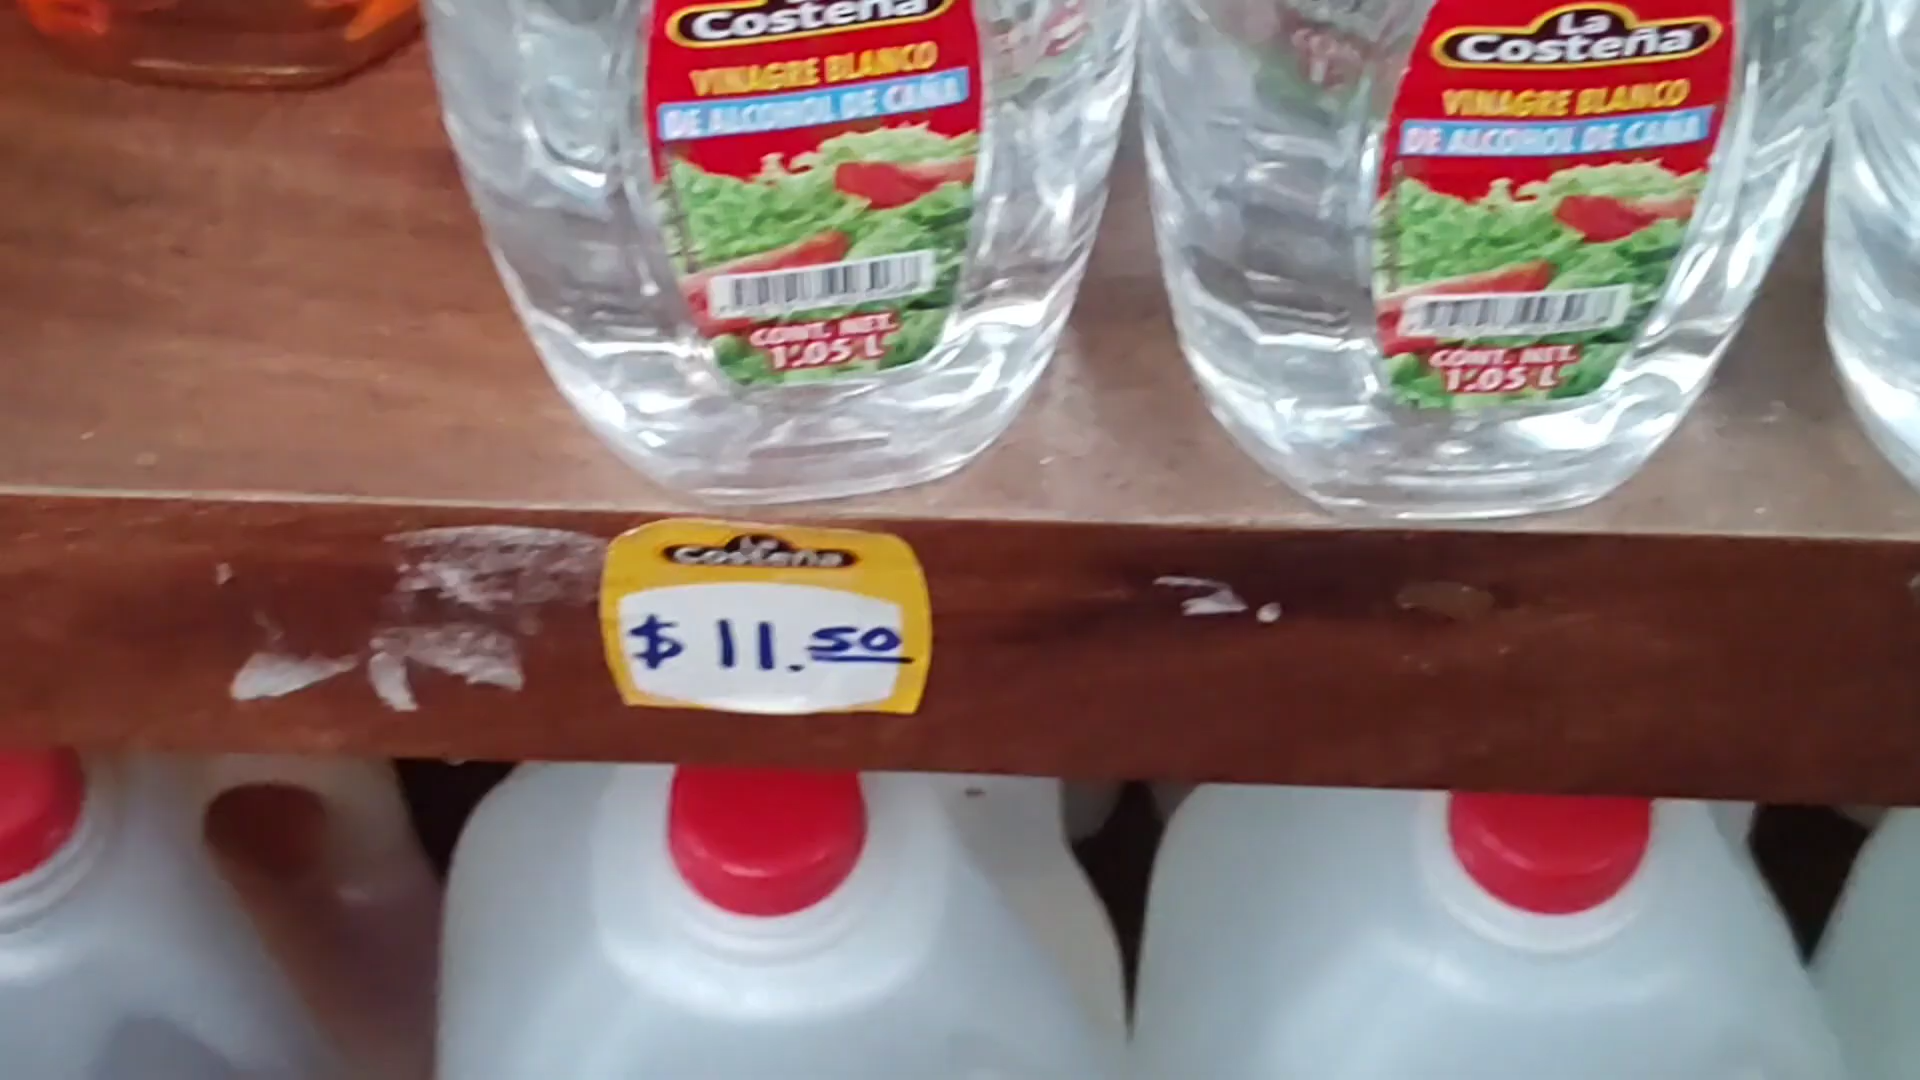 Costeña
VINAGRE BLANCO
DE ALCOHOL DE CAÑA
CONT. NET.
1.05 L
La
Costeña
VINAGRE BLANCO
DE ALCOHOL DE CAÑA
CONT. NET.
1.05 L
La
Costeña
$ 11.50